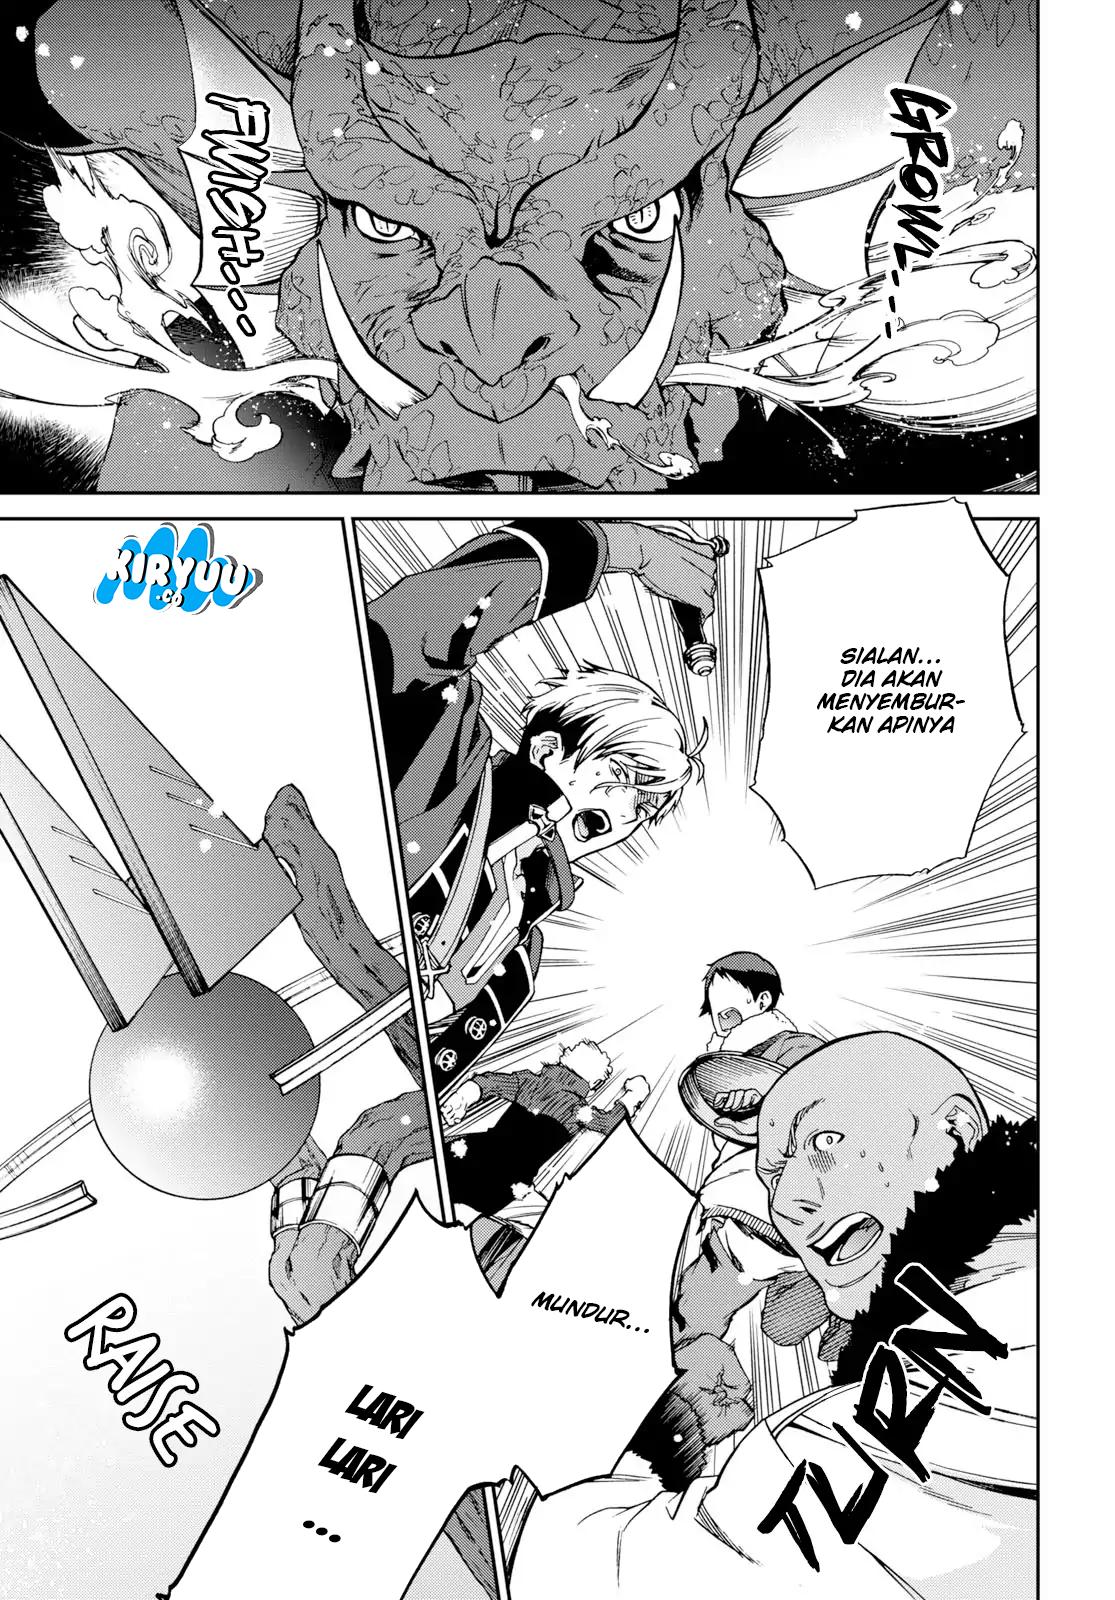 GROWL...
FWISH...
SIALAN...
DIA AKAN
MENYEMBUR-
KAN APINYA
KIRYUU
.CO
MUNDUR...
TURN
LARI
LARI
...
RAISE